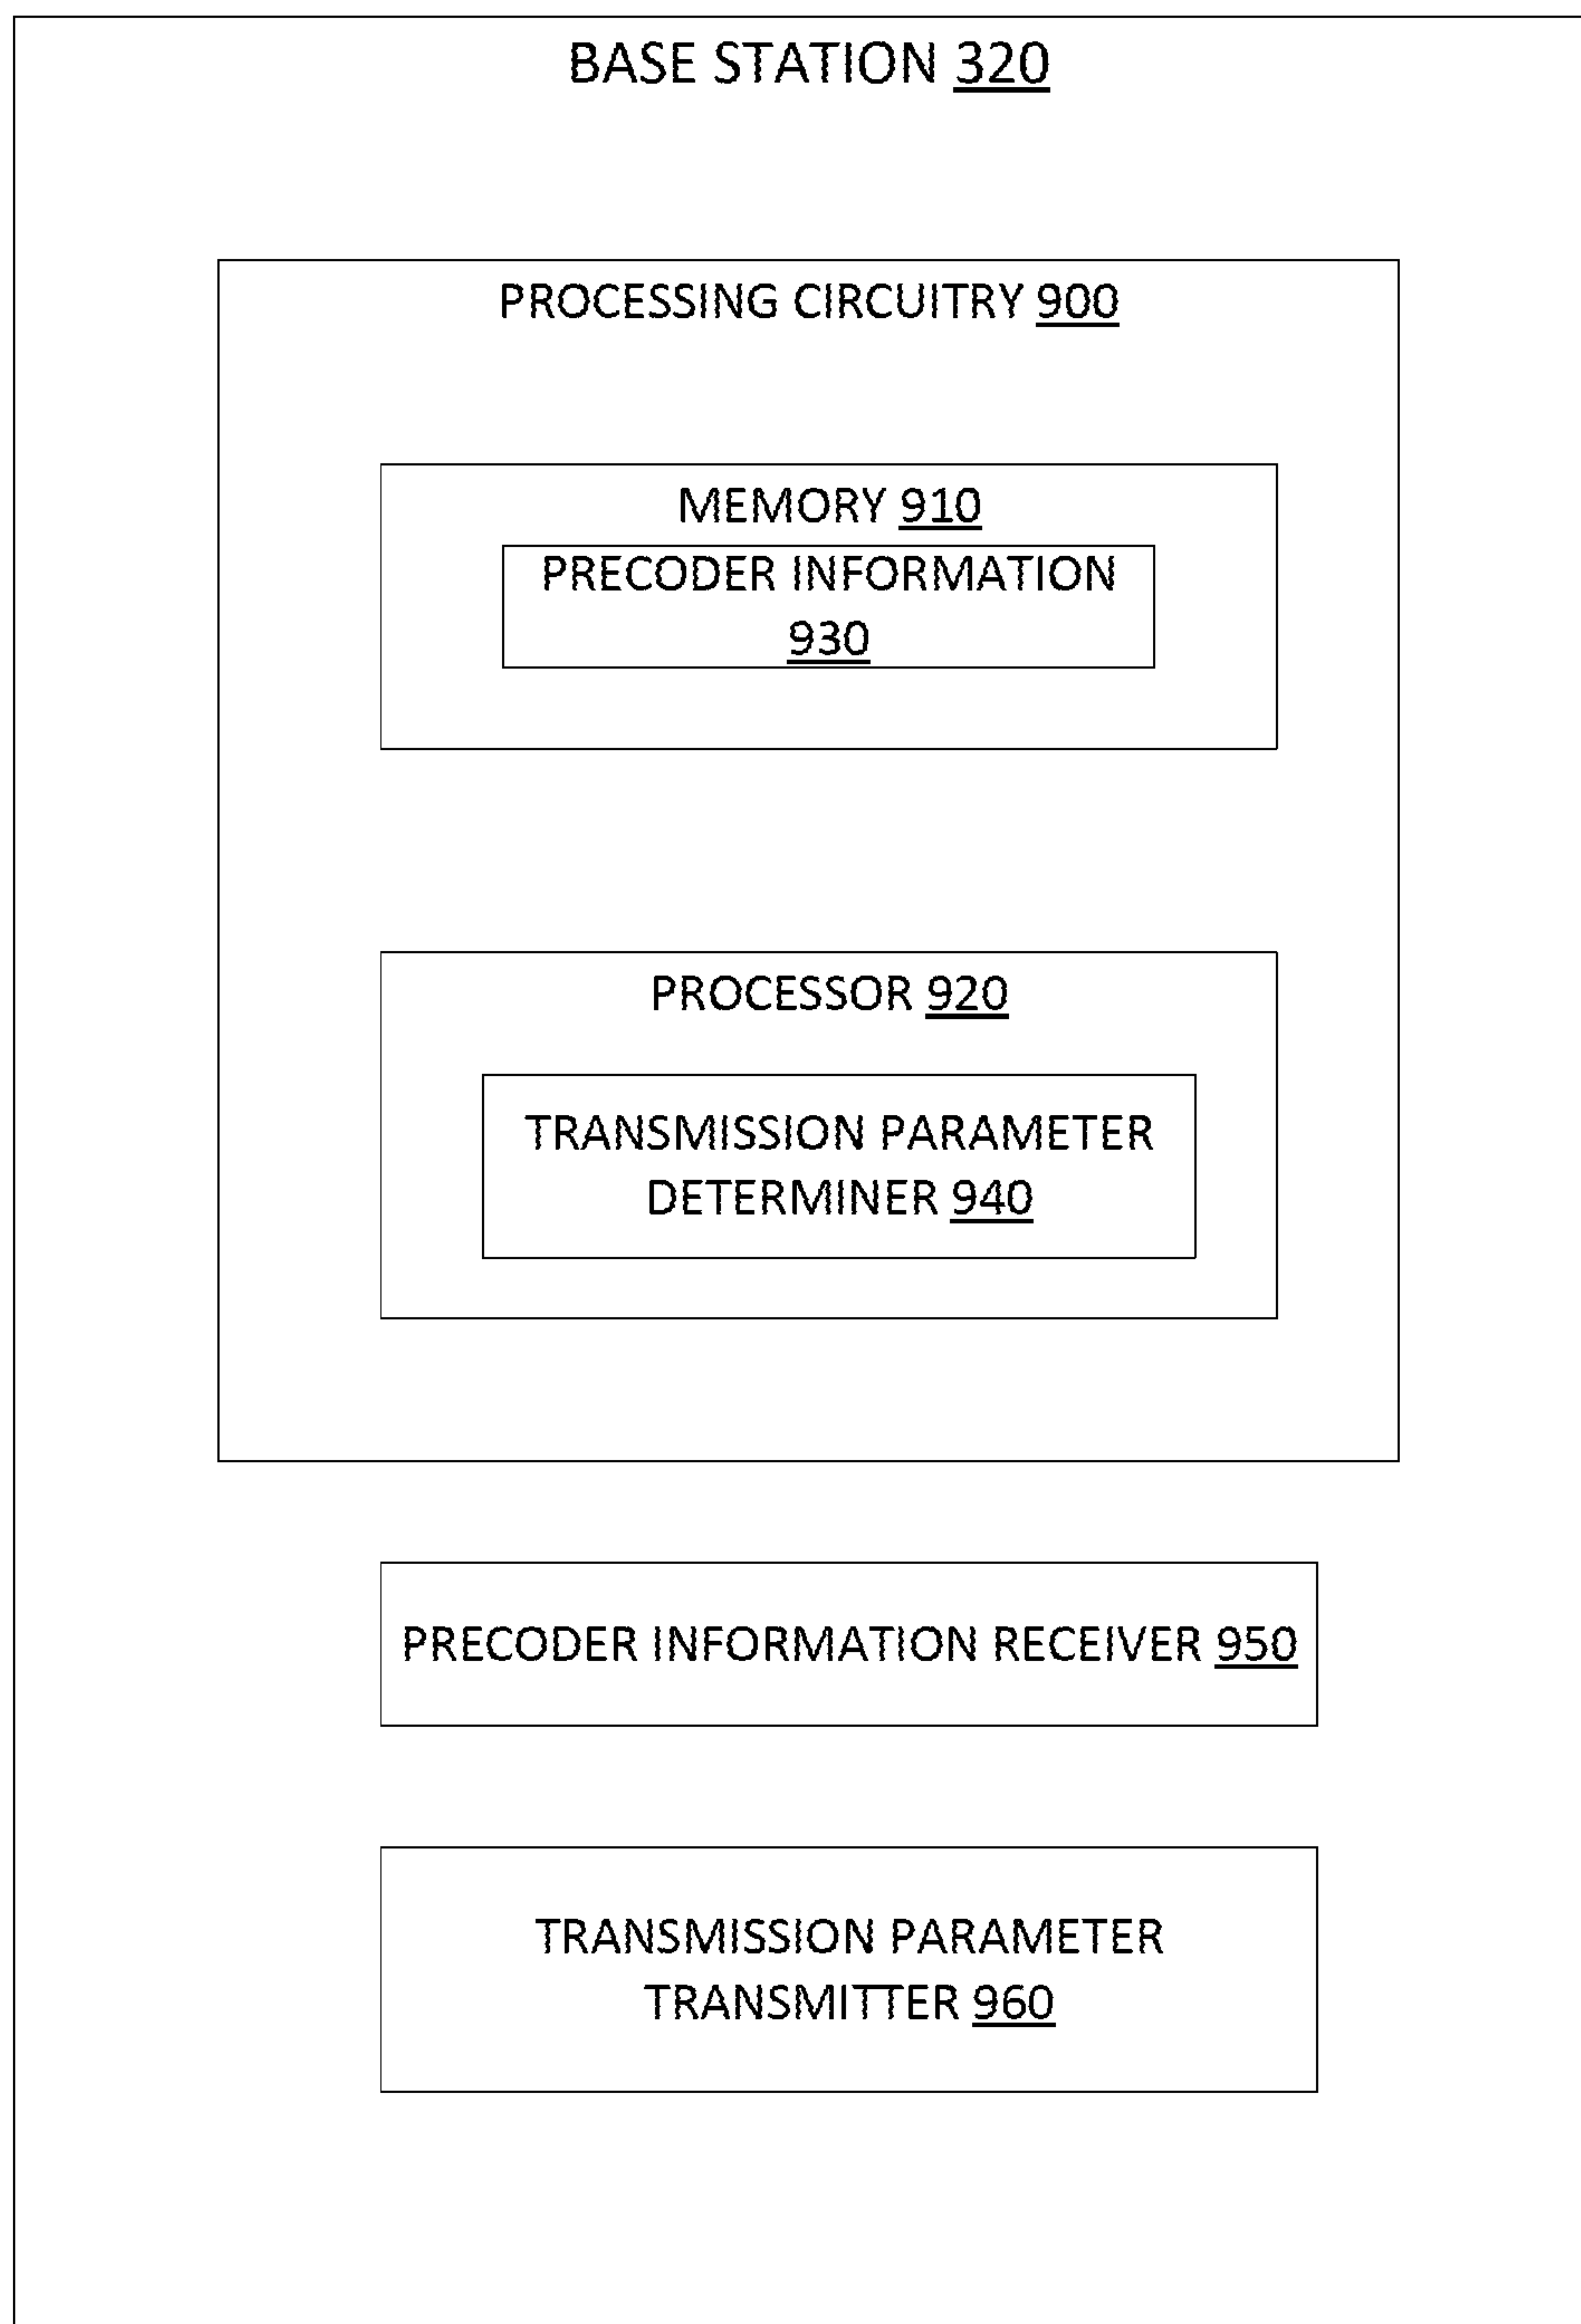 BASE STATION 320
PROCESSING CIRCUITRY 900
MEMORY 910
PRECODER INFORMATION
930
PROCESSOR 920
TRANSMISSION PARAMETER
DETERMINER 940
PRECODER INFORMATION RECEIVER 950
TRANSMISSION PARAMETER
TRANSMITTER 960